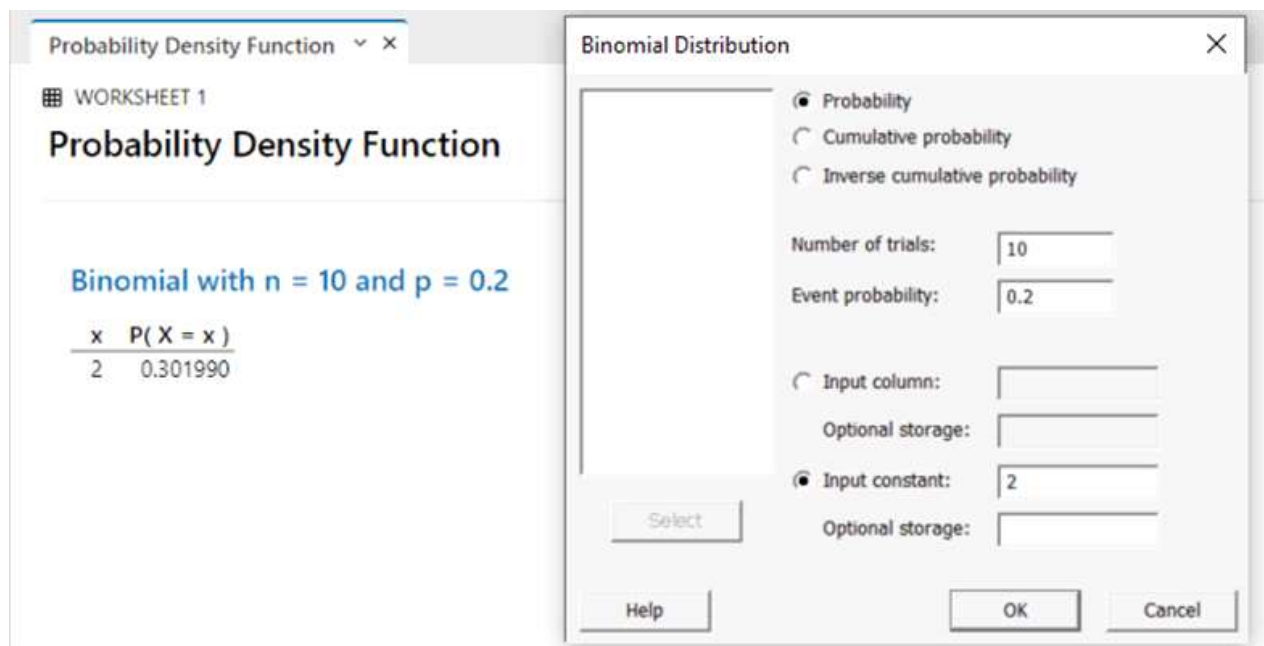 Probability Density Function
WORKSHEET 1
Probability Density Function
Binomial with n = 10 and p = 0.2
x P( X = x )
2 0.301990
Binomial Distribution
Probability
Cumulative probability
Inverse cumulative probability
Number of trials: 10
Event probability: 0.2
Input column:
Optional storage:
Input constant: 2
Optional storage:
Select
Help OK Cancel